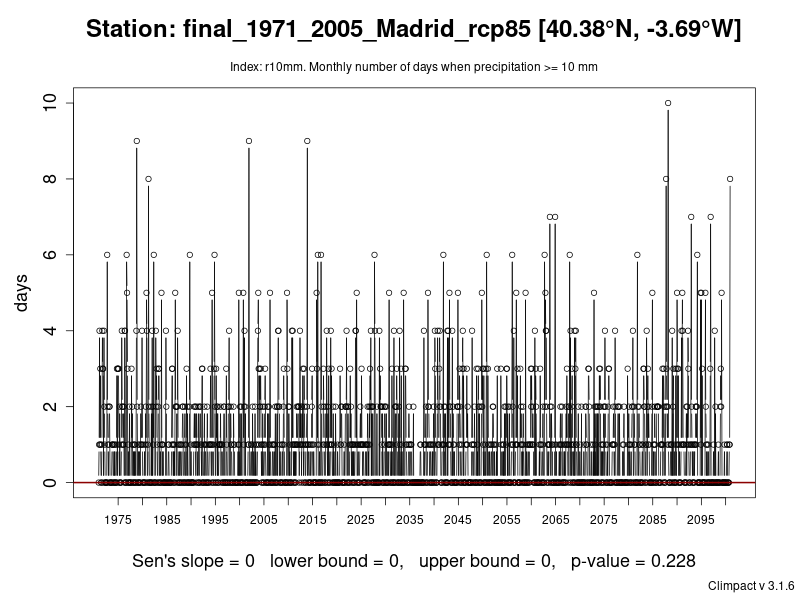 Station: final_1971_2005_Madrid_rcp85 [40.38°N, -3.69°W]
Index: r10mm. Monthly number of days when precipitation >= 10 mm
days
10
8
6
4
2
0
1975 1985 1995 2005 2015 2025 2035 2045 2055 2065 2075 2085 2095
Sen's slope = 0 lower bound = 0, upper bound = 0, p-value = 0.228
Climpact v 3.1.6